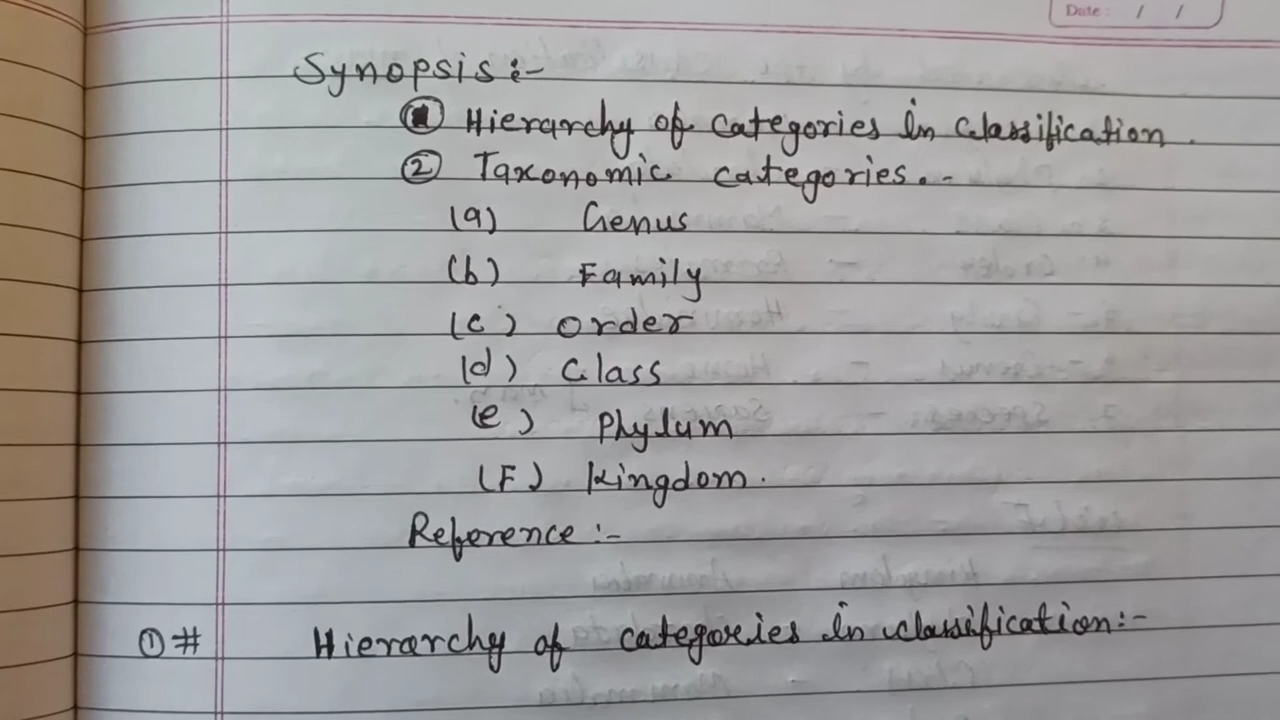 Date: / /
Synopsis:-
① Hierarchy of categories in classification.
② Taxonomic categories.-
(a) Genus
(b) Family
(c) order
(d) class
(e) Phylum
(F) kingdom.
Reference:-
①# Hierarchy of categories in classification:-